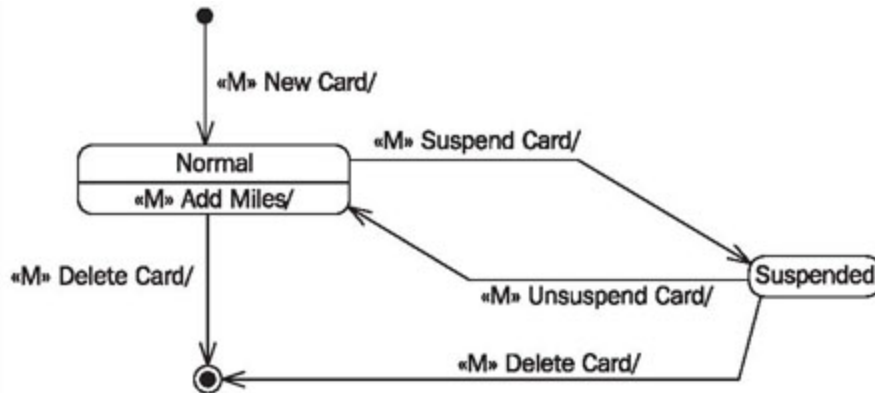 «M» New Card/
«M» Suspend Card/
Normal
«M» Add Miles/
«M» Delete Card/
Suspended
«M» Unsuspend Card/
«M» Delete Card/